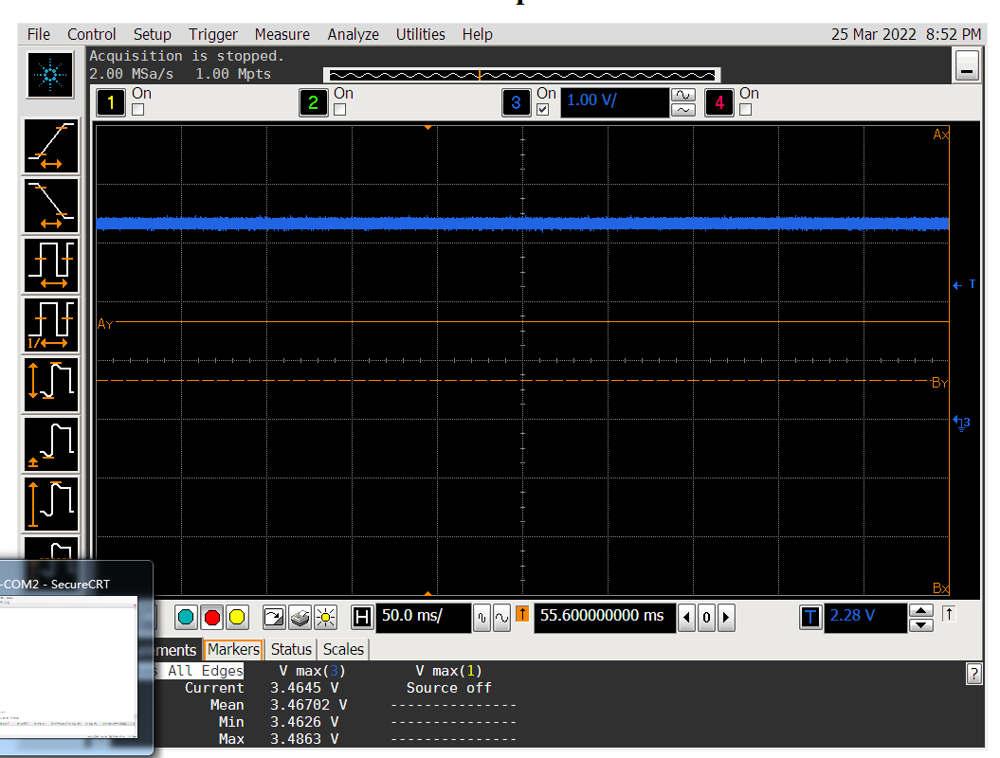 File Control Setup Trigger Measure Analyze Utilities Help 25 Mar 2022 8:52 PM
Acquisition is stopped.
2.00 MSa/s 1.00 Mpts
1 On 2 On 3 On 1.00 V/ 4 On
Ax
T
AY
BY
3
1/
Bx
-COM2 - SecureCRT
H 50.0 ms/ 55.600000000 ms 0 T 2.28 V
ements Markers Status Scales
s All Edges V max(3) V max(1) ?
Current 3.4645 V Source off
Mean 3.46702 V ---------------
Min 3.4626 V ---------------
Max 3.4863 V ---------------